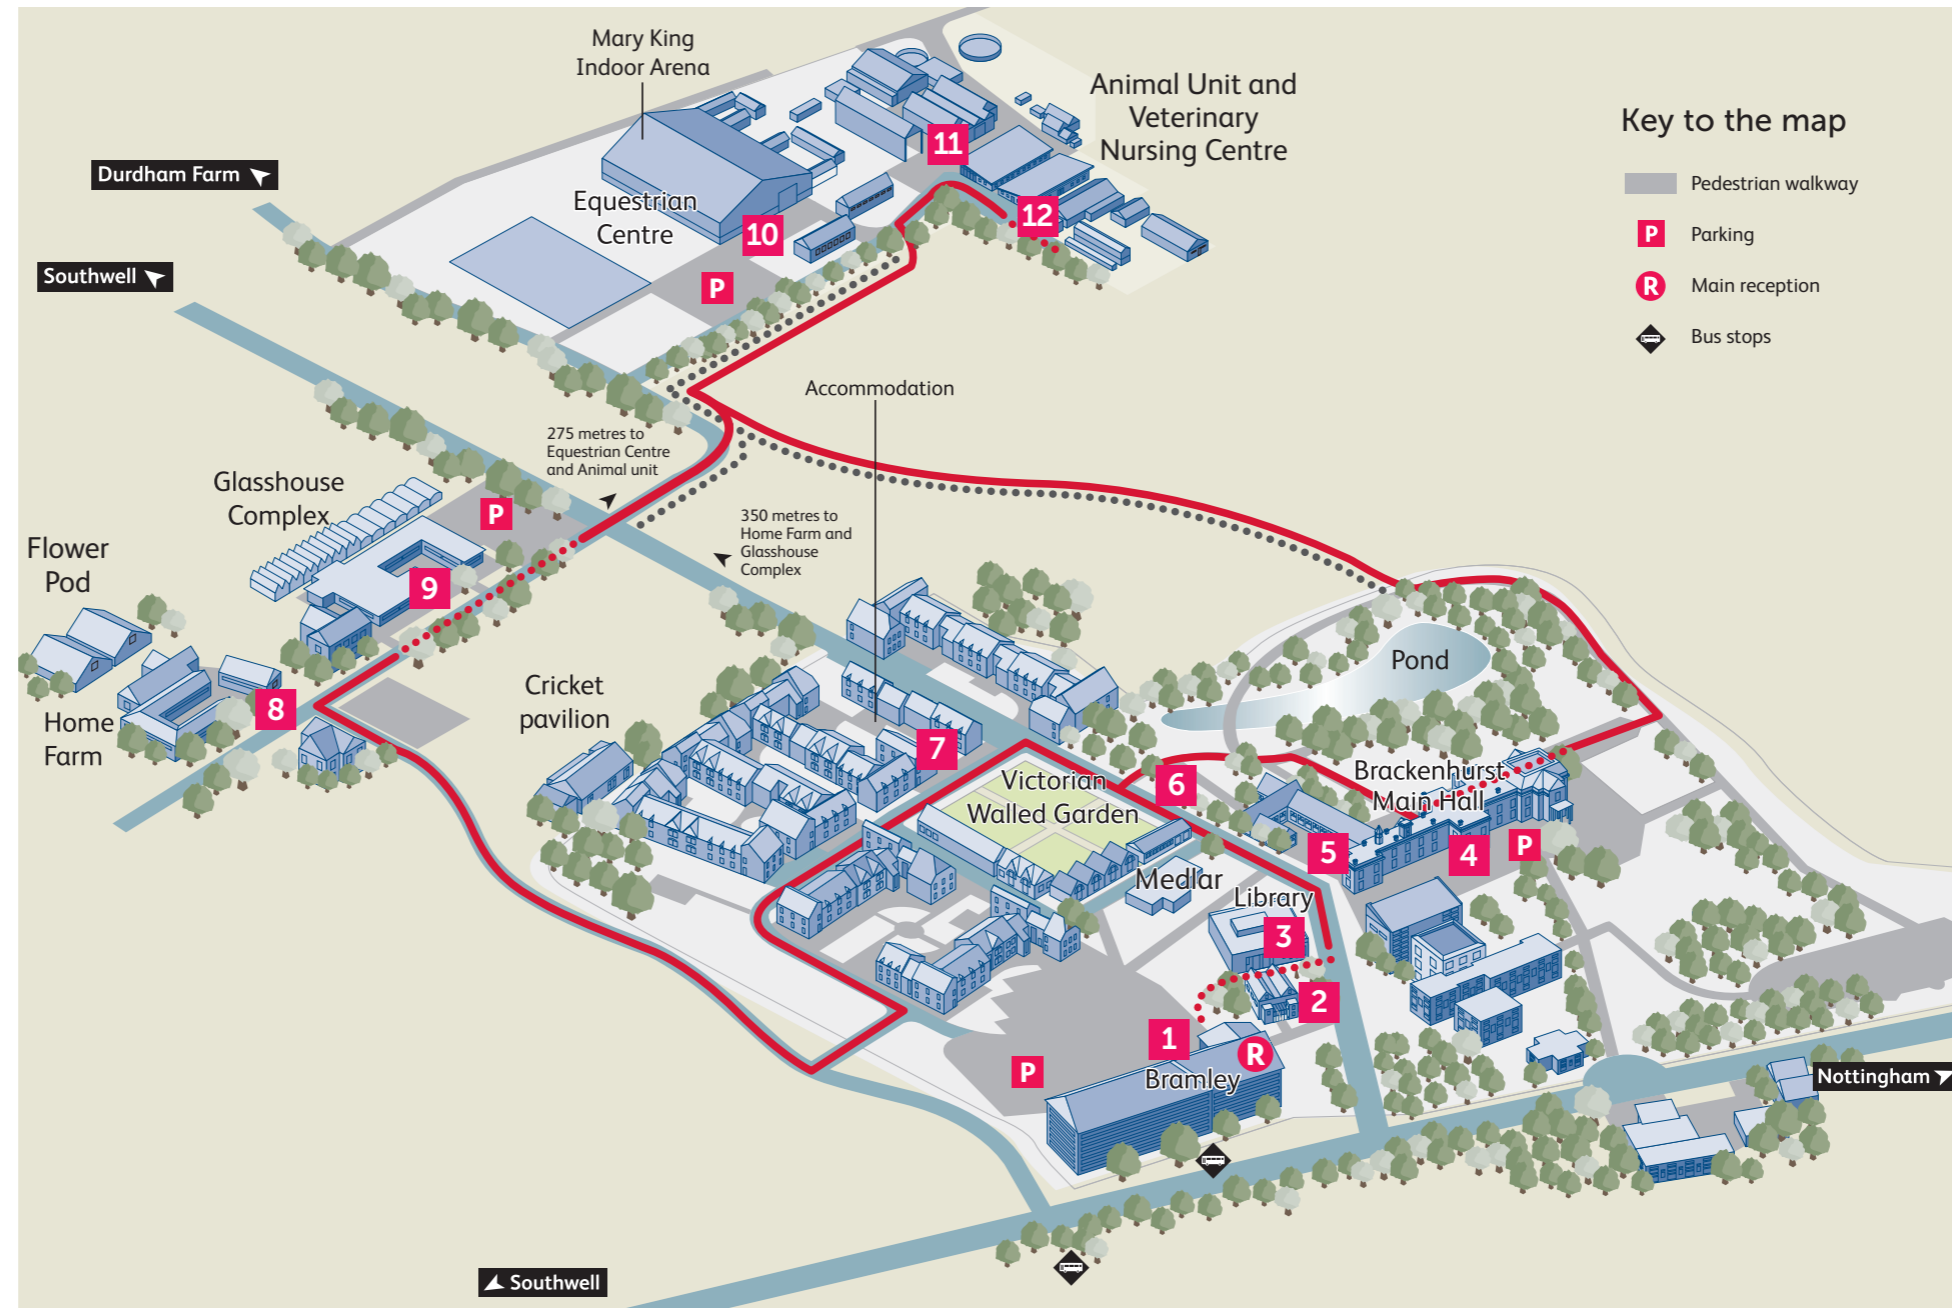 Mary King
Indoor Arena
Animal Unit and
Veterinary
Nursing Centre
Key to the map
Pedestrian walkway
P
Parking
R
Main reception
Bus stops
Durdham Farm
11
Equestrian
Centre
12
10
P
Southwell
Accommodation
275 metres to
Equestrian Centre
and Animal unit
Glasshouse
Complex
P
350 metres to
Home Farm and
Glasshouse
Complex
Flower
Pod
9
Pond
Cricket
pavilion
8
Home
Farm
7
Victorian
Walled Garden
6
Brackenhurst
Main Hall
5
4
P
Medlar
Library
3
2
1
R
P
Bramley
Nottingham
Southwell